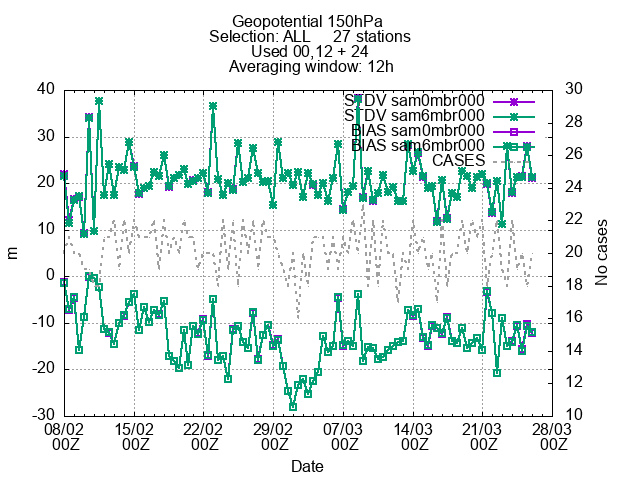 Geopotential 150hPa
Selection: ALL 27 stations
Used 00,12 + 24
Averaging window: 12h
40 30
STDV sam0mbr000
STDV sam6mbr000 28
30 BIAS sam0mbr000
BIAS sam6mbr000 26
CASES
20 24
10 22
m 20 No cases
0
18
-10 16
14
-20
12
-30 10
08/02 15/02 22/02 29/02 07/03 14/03 21/03 28/03
00Z 00Z 00Z 00Z 00Z 00Z 00Z 00Z
Date